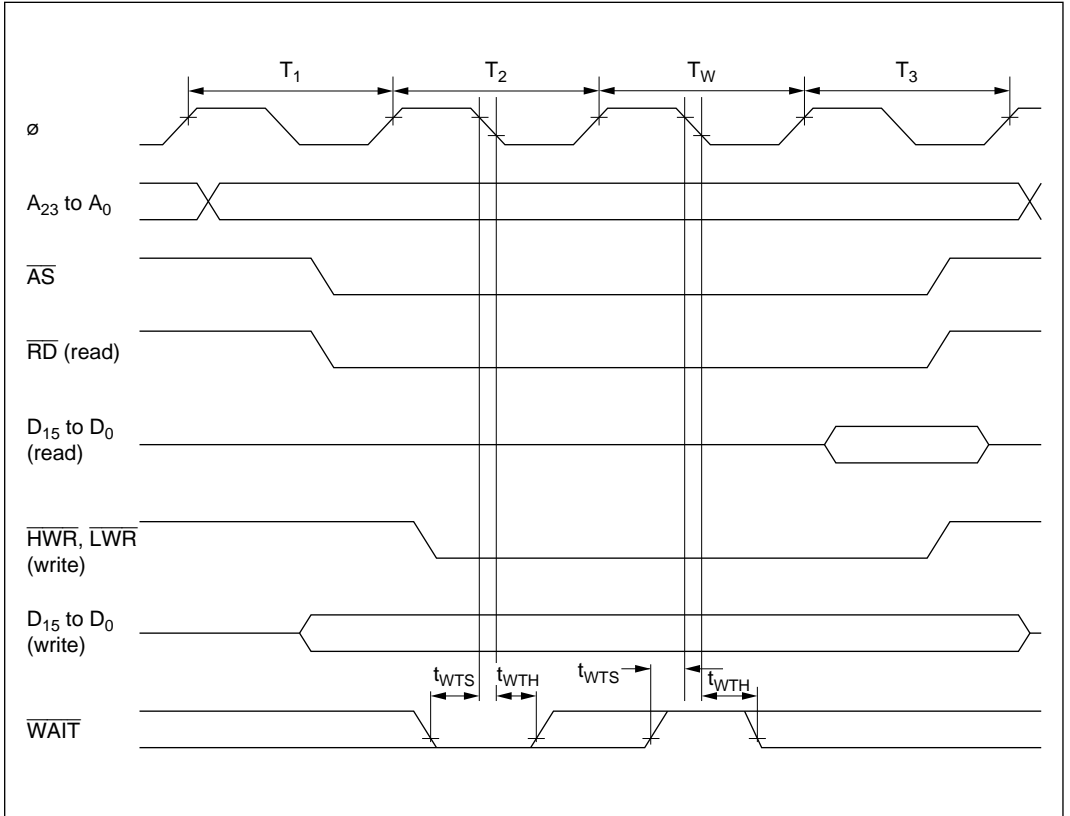 T1 T2 TW T3
ø
A23 to A0
AS
RD (read)
D15 to D0
(read)
HWR, LWR
(write)
D15 to D0
(write)
tWTS tWTH tWTS tWTH
WAIT